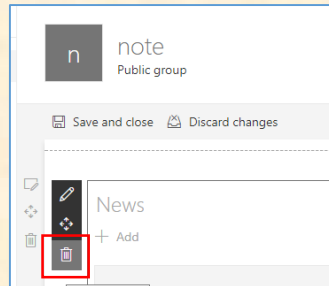 n
note
Public group
Save and close Discard changes
News
+ Add